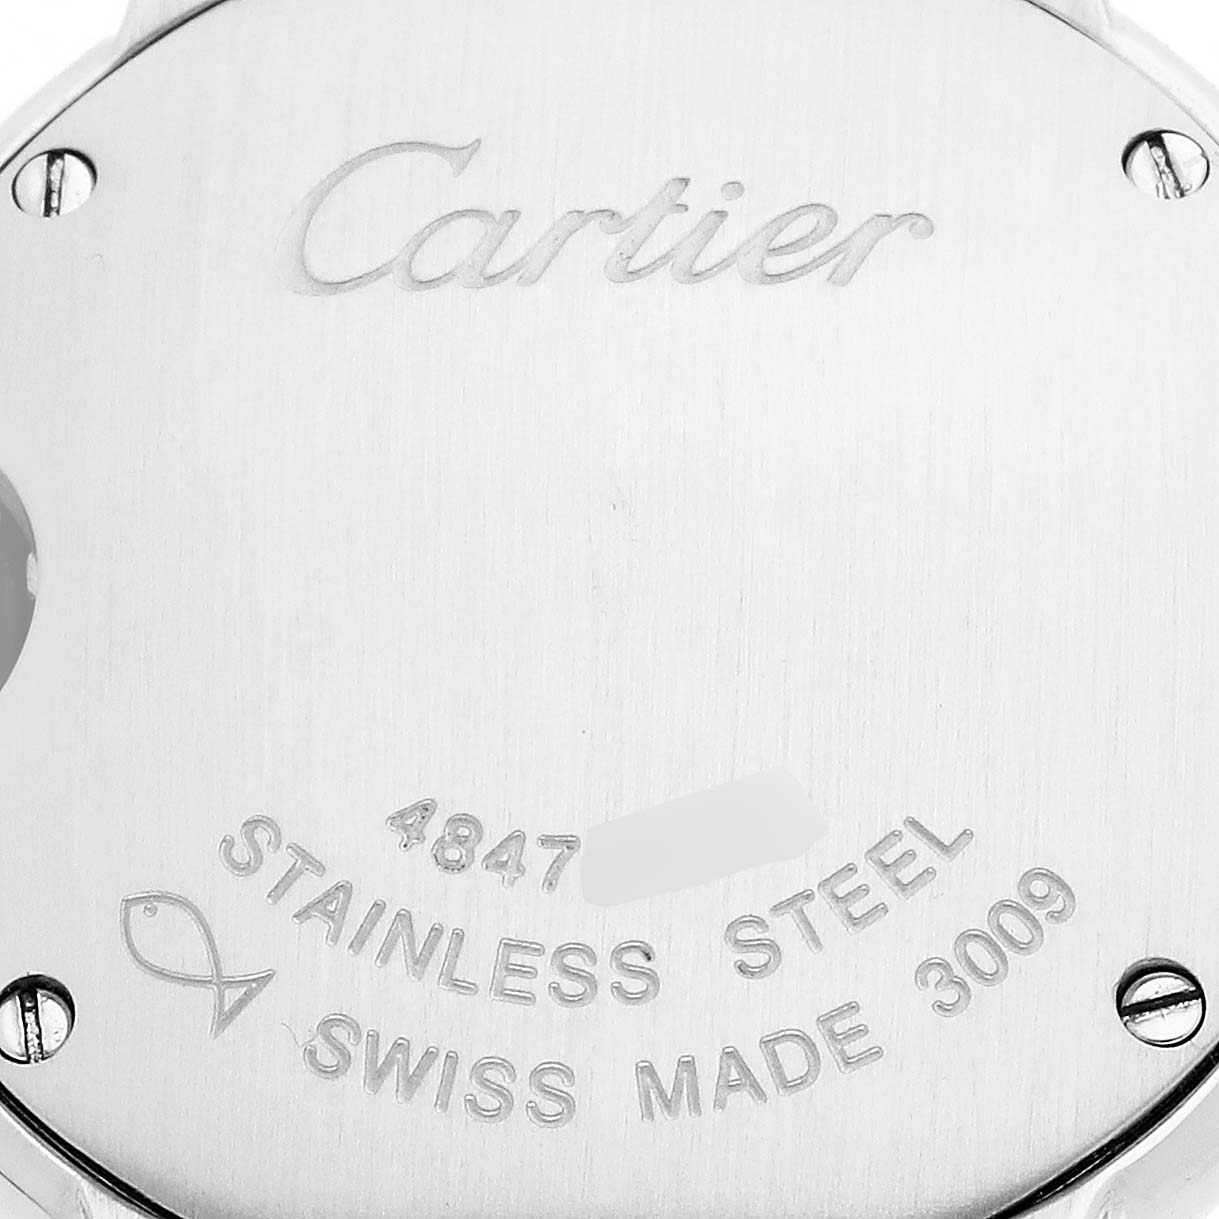 Cartier
4847
STAINLESS STEEL
SWISS MADE 3009